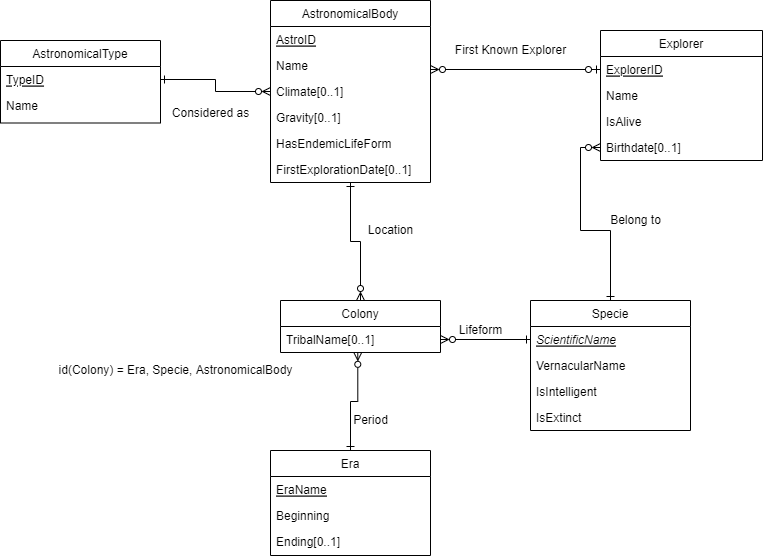 AstronomicalBody
AstroID
Name
Climate[0..1]
Gravity[0..1]
HasEndemicLifeForm
FirstExplorationDate[0..1]
AstronomicalType
TypeID
Name
Considered as
First Known Explorer
Explorer
ExplorerID
Name
IsAlive
Birthdate[0..1]
Belong to
Location
Colony
TribalName[0..1]
Lifeform
Specie
ScientificName
VernacularName
IsIntelligent
IsExtinct
id(Colony) = Era, Specie, AstronomicalBody
Period
Era
EraName
Beginning
Ending[0..1]